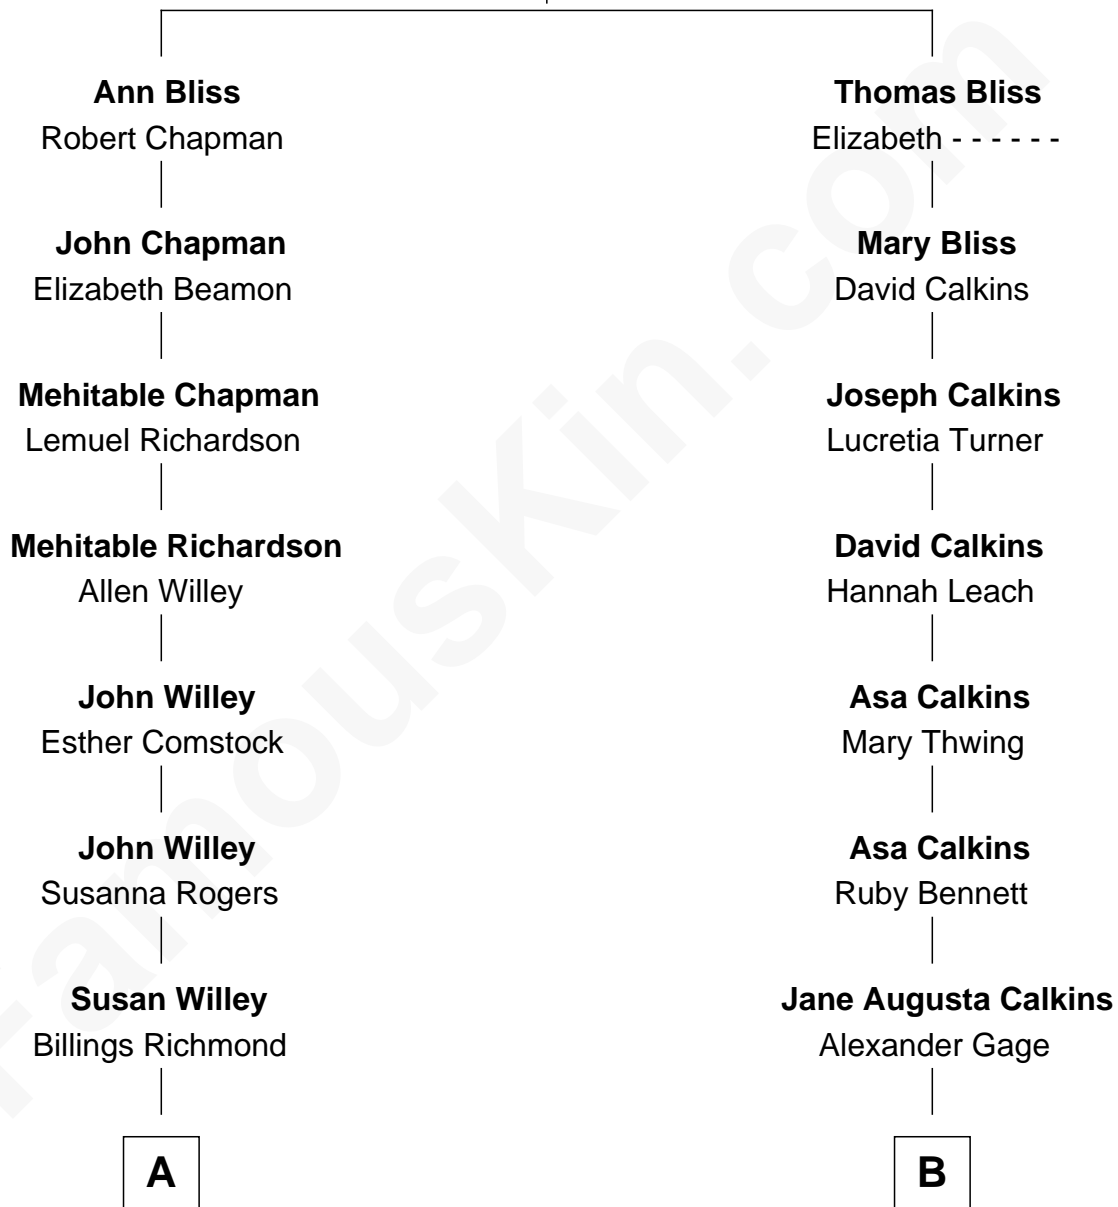 Ann Bliss
Robert Chapman
John Chapman
Elizabeth Beamon
Mehitable Chapman
Lemuel Richardson
Mehitable Richardson
Allen Willey
John Willey
Esther Comstock
John Willey
Susanna Rogers
Susan Willey
Billings Richmond
A
Thomas Bliss
Elizabeth - - - - - -
Mary Bliss
David Calkins
Joseph Calkins
Lucretia Turner
David Calkins
Hannah Leach
Asa Calkins
Mary Thwing
Asa Calkins
Ruby Bennett
Jane Augusta Calkins
Alexander Gage
B
FamousKin.com